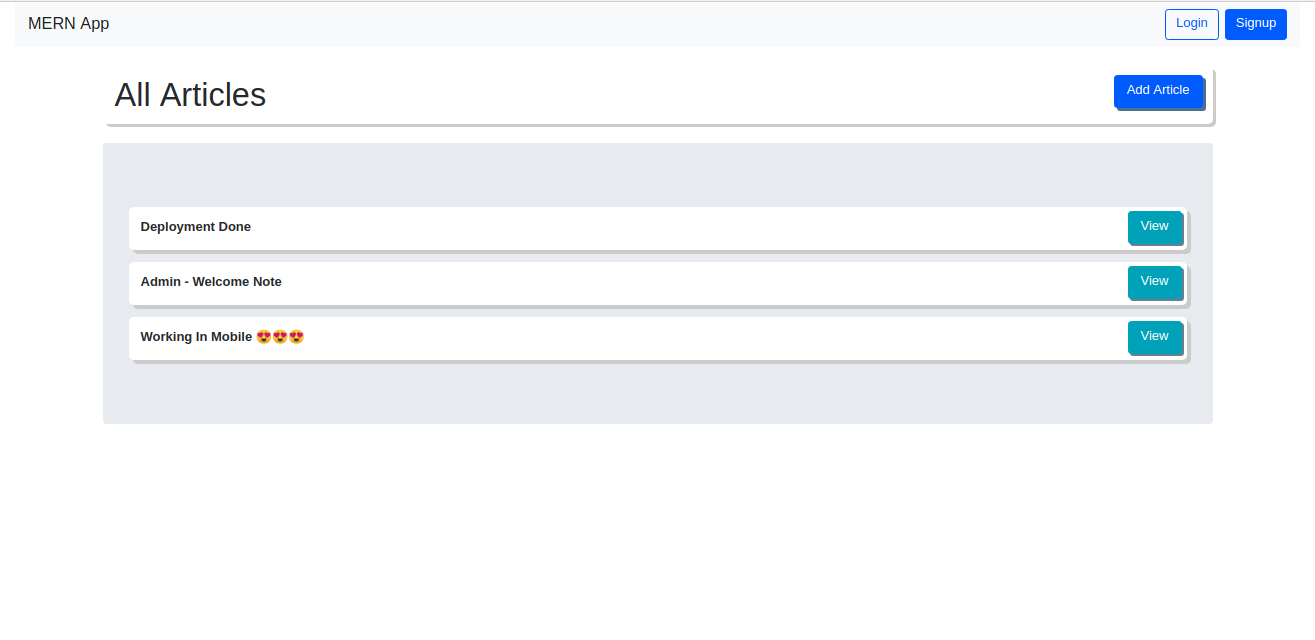 MERN App
Login
Signup
All Articles
Add Article
Deployment Done
View
Admin - Welcome Note
View
Working In Mobile 😍😍😍
View